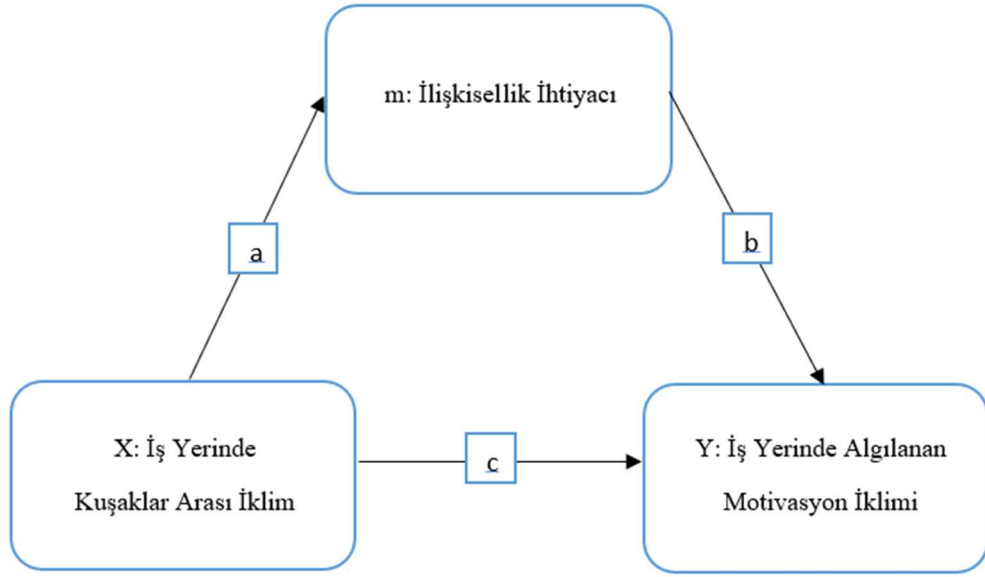 m: İlişkisellik İhtiyacı
a
b
X: İş Yerinde
Kuşaklar Arası İklim
c
Y: İş Yerinde Algılanan
Motivasyon İklimi